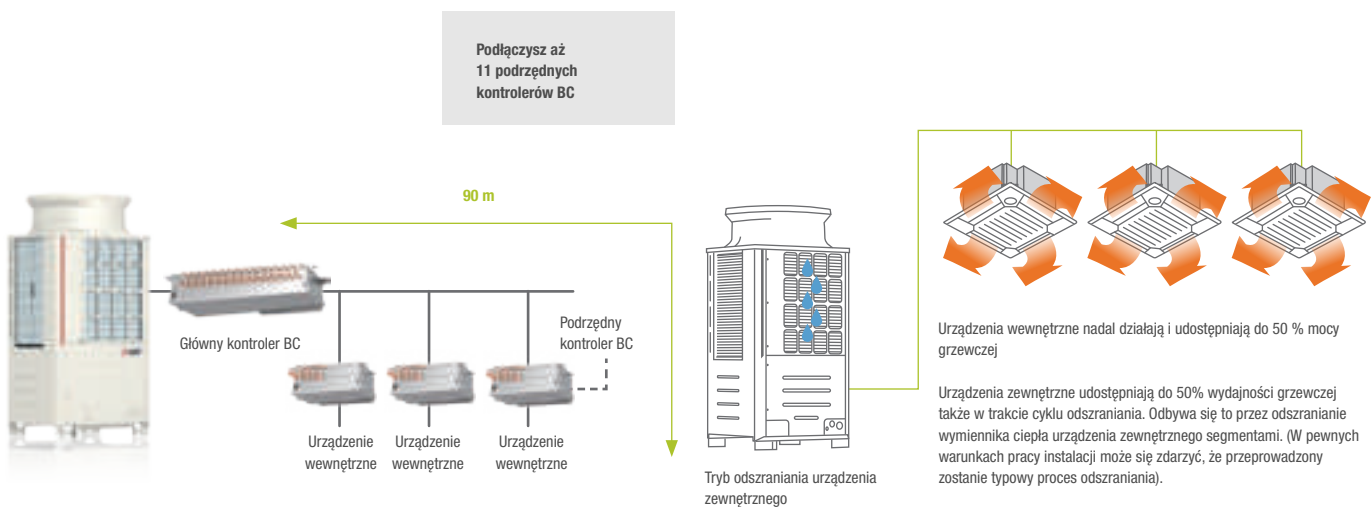 Podłączysz aż
11 podrzędnych
kontrolerów BC
90 m
Główny kontroler BC
Podrzędny
kontroler BC
Urządzenie
wewnętrzne
Urządzenie
wewnętrzne
Urządzenie
wewnętrzne
Tryb odszraniania urządzenia
zewnętrznego
Urządzenia wewnętrzne nadal działają i udostępniają do 50 % mocy
grzewczej
Urządzenia zewnętrzne udostępniają do 50% wydajności grzewczej
także w trakcie cyklu odszraniania. Odbywa się to przez odszranianie
wymiennika ciepła urządzenia zewnętrznego segmentami. (W pewnych
warunkach pracy instalacji może się zdarzyć, że przeprowadzony
zostanie typowy proces odszraniania).